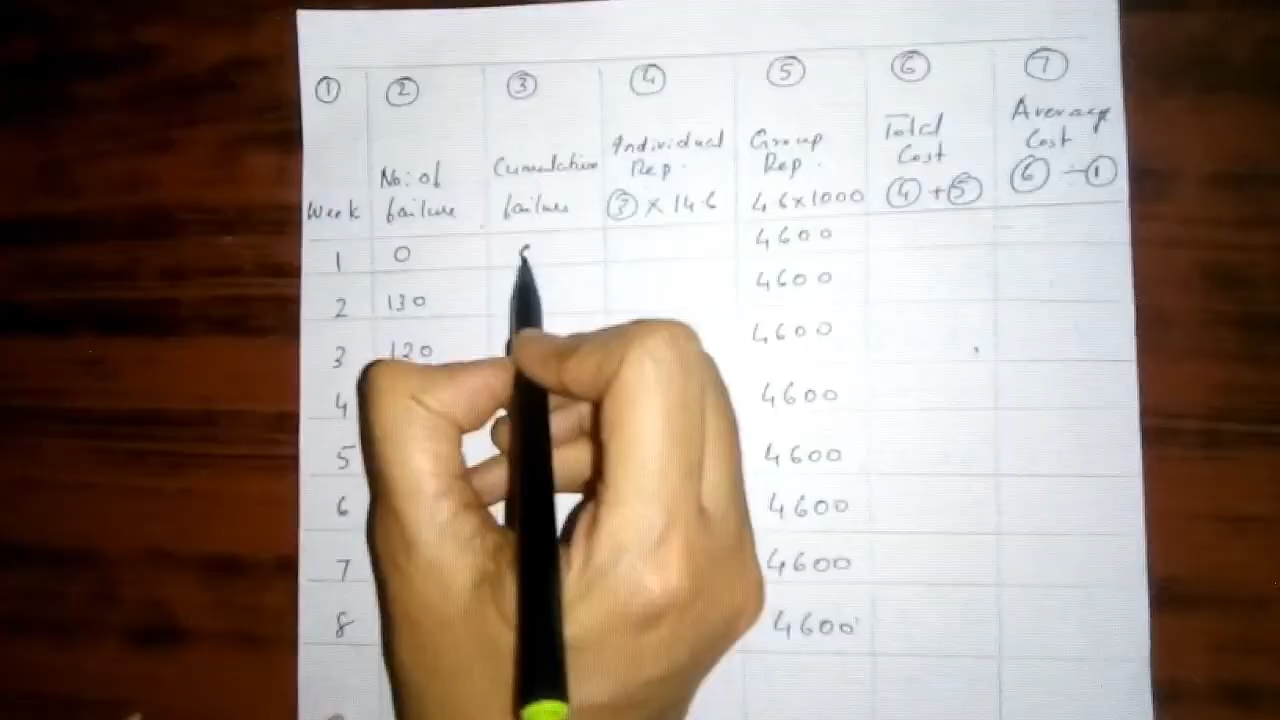 ① ② ③ ④ ⑤ ⑥ ⑦
Week
No: of
failure
Cumulative
failure
Individual
Rep.
③ × 14.6
Group
Rep.
4.6×1000
Total
Cost
④ + ⑤
Average
Cost
⑥ ÷ ①
1 0 4600
2 130 4600
3 120 4600
4 4600
5 4600
6 4600
7 4600
8 4600